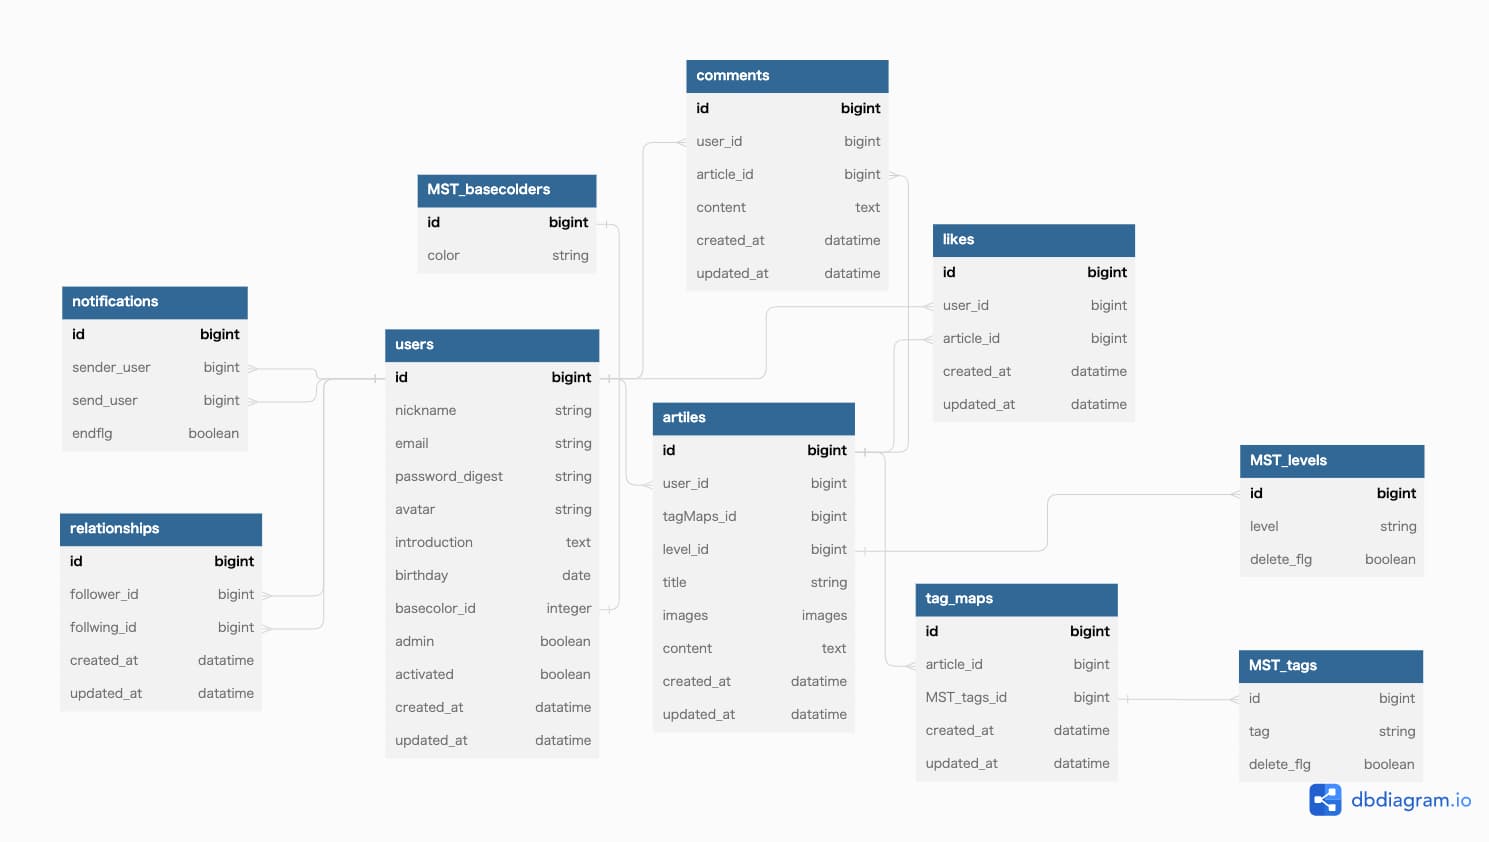 comments
id bigint
user_id bigint
article_id bigint
content text
created_at datatime
updated_at datatime
MST_basecolders
id bigint
color string
likes
id bigint
user_id bigint
article_id bigint
created_at datatime
updated_at datatime
notifications
id bigint
sender_user bigint
send_user bigint
endflg boolean
users
id bigint
nickname string
email string
password_digest string
avatar string
introduction text
birthday date
basecolor_id integer
admin boolean
activated boolean
created_at datatime
updated_at datatime
artiles
id bigint
user_id bigint
tagMaps_id bigint
level_id bigint
title string
images images
content text
created_at datatime
updated_at datatime
MST_levels
id bigint
level string
delete_flg boolean
relationships
id bigint
follower_id bigint
follwing_id bigint
created_at datatime
updated_at datatime
tag_maps
id bigint
article_id bigint
MST_tags_id bigint
created_at datatime
updated_at datatime
MST_tags
id bigint
tag string
delete_flg boolean
dbdiagram.io